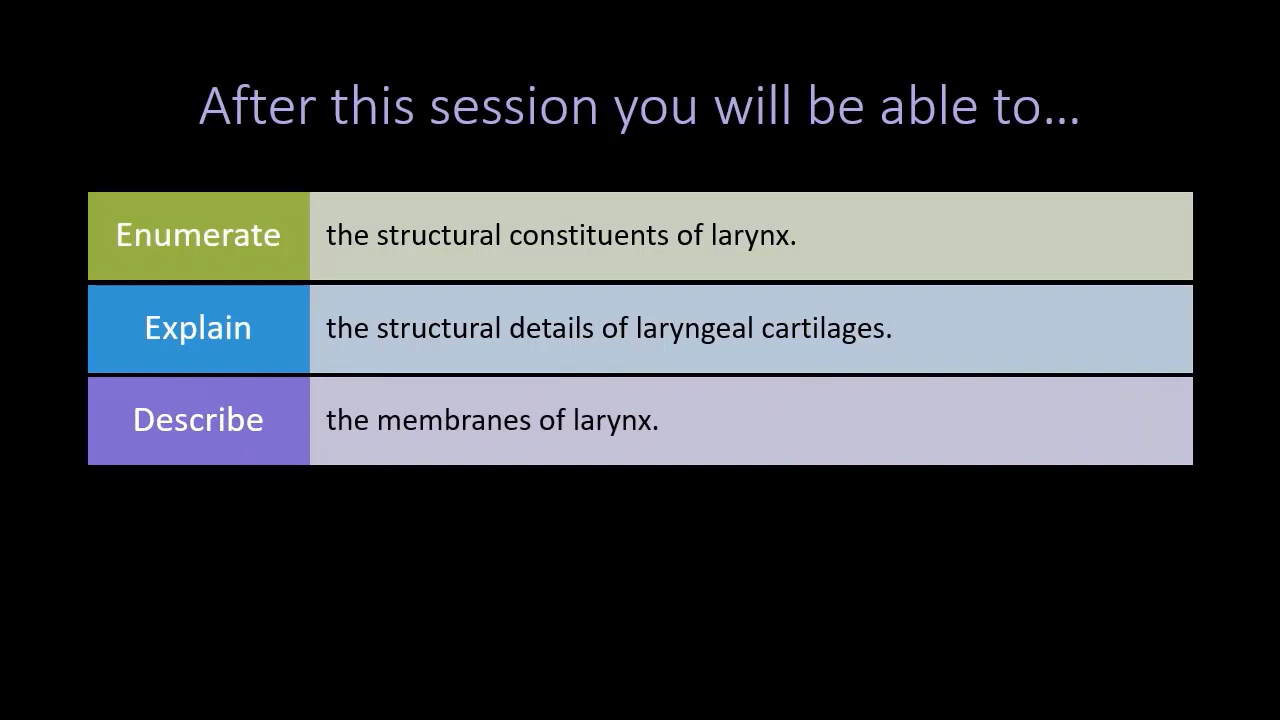 After this session you will be able to...
Enumerate the structural constituents of larynx.
Explain the structural details of laryngeal cartilages.
Describe the membranes of larynx.